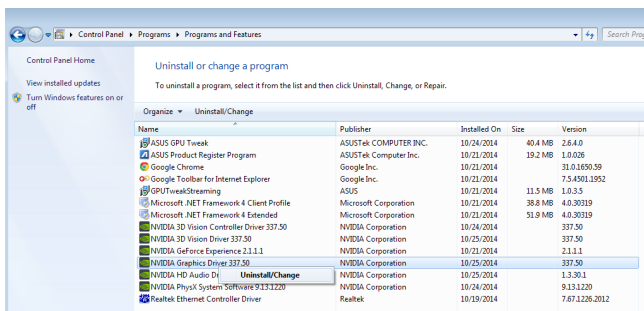 Control Panel ▸ Programs ▸ Programs and Features
Search Prog
Control Panel Home
View installed updates
Turn Windows features on or
off
Uninstall or change a program
To uninstall a program, select it from the list and then click Uninstall, Change, or Repair.
Organize Uninstall/Change
Name Publisher Installed On Size Version
ASUS GPU Tweak ASUSTek COMPUTER INC. 10/24/2014 40.4 MB 2.6.4.0
ASUS Product Register Program ASUSTek Computer Inc. 10/21/2014 19.2 MB 1.0.026
Google Chrome Google Inc. 10/21/2014 31.0.1650.59
Google Toolbar for Internet Explorer Google Inc. 10/21/2014 7.5.4501.1952
GPUTweakStreaming ASUS 10/21/2014 11.5 MB 1.0.3.5
Microsoft .NET Framework 4 Client Profile Microsoft Corporation 10/21/2014 38.8 MB 4.0.30319
Microsoft .NET Framework 4 Extended Microsoft Corporation 10/21/2014 51.9 MB 4.0.30319
NVIDIA 3D Vision Controller Driver 337.50 NVIDIA Corporation 10/24/2014 337.50
NVIDIA 3D Vision Driver 337.50 NVIDIA Corporation 10/25/2014 337.50
NVIDIA GeForce Experience 2.1.1.1 NVIDIA Corporation 10/21/2014 2.1.1.1
NVIDIA Graphics Driver 337.50 NVIDIA Corporation 10/25/2014 337.50
NVIDIA HD Audio Dr Uninstall/Change NVIDIA Corporation 10/25/2014 1.3.30.1
NVIDIA PhysX System Software 9.13.1220 NVIDIA Corporation 10/24/2014 9.13.1220
Realtek Ethernet Controller Driver Realtek 10/19/2014 7.67.1226.2012